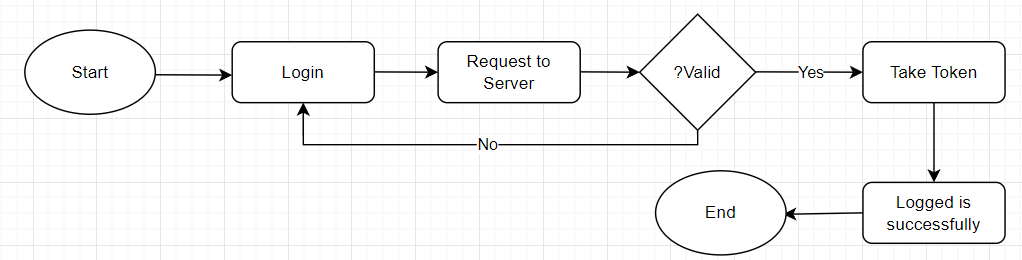 Start
Login
Request to
Server
?Valid
Yes
Take Token
No
Logged is
successfully
End